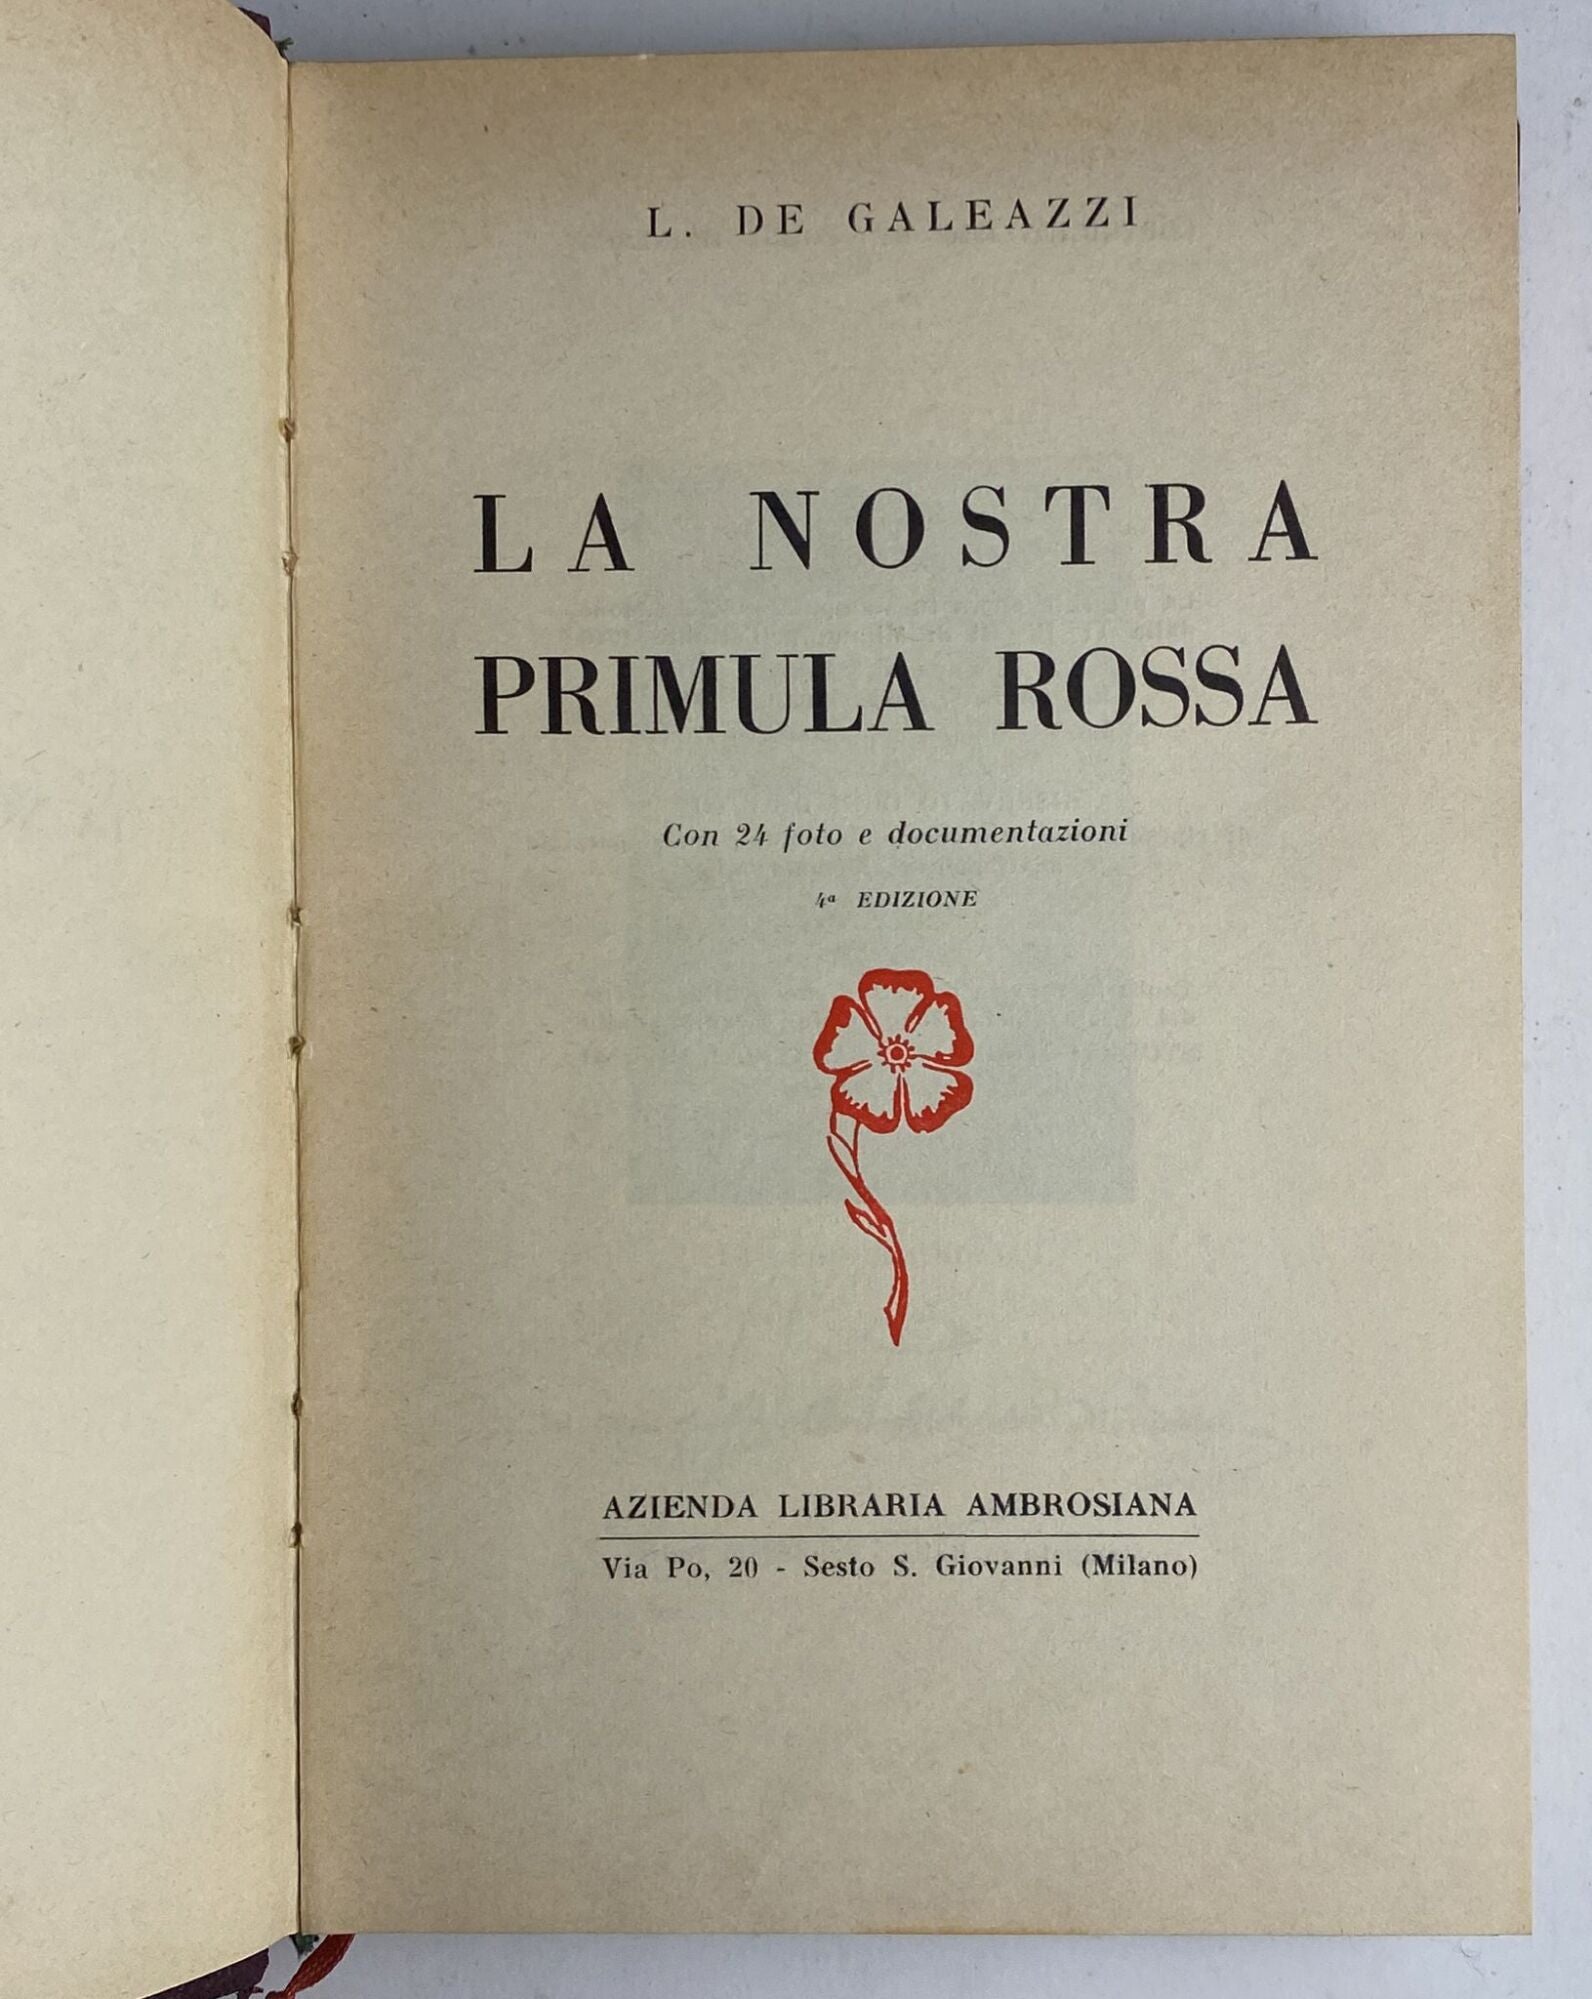 L. DE GALEAZZI
LA NOSTRA
PRIMULA ROSSA
Con 24 foto e documentazioni
4ª EDIZIONE
AZIENDA LIBRARIA AMBROSIANA
Via Po, 20 - Sesto S. Giovanni (Milano)